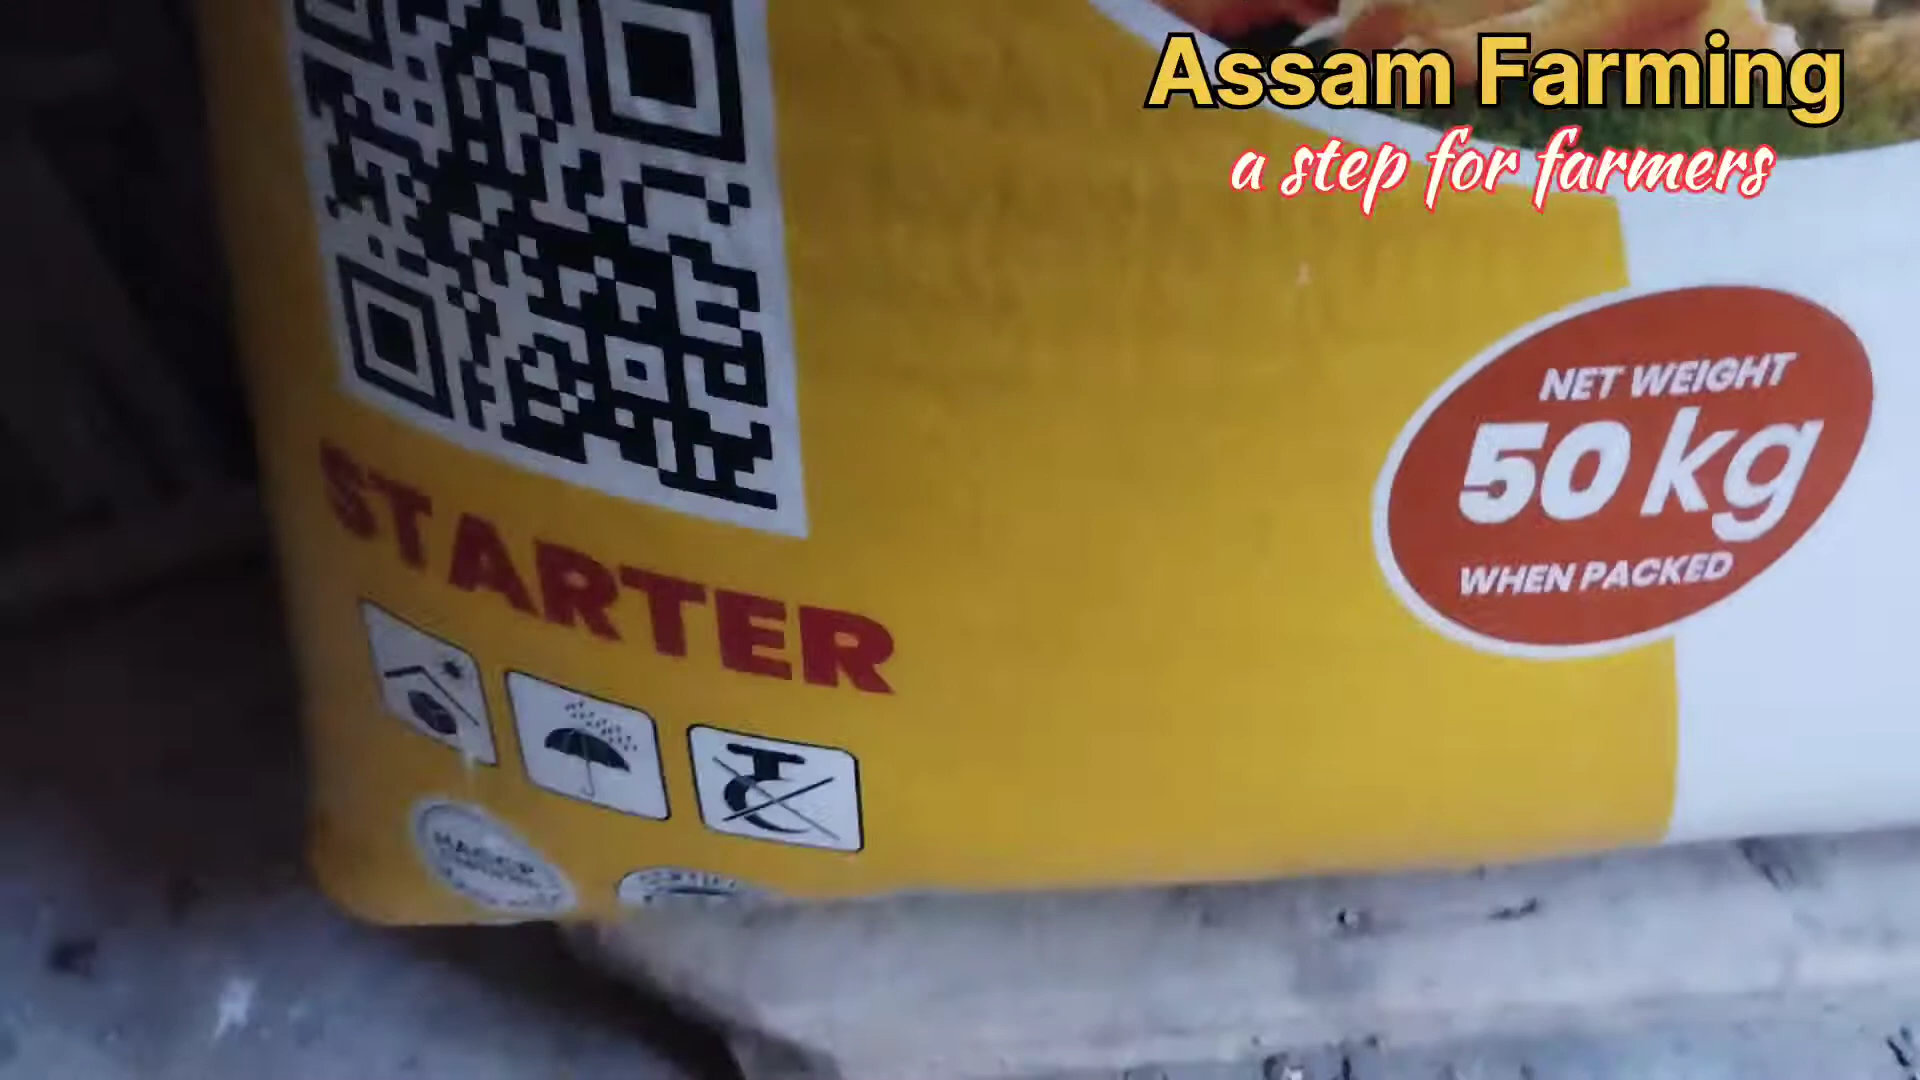 Assam Farming
a step for farmers
NET WEIGHT
50 kg
WHEN PACKED
STARTER